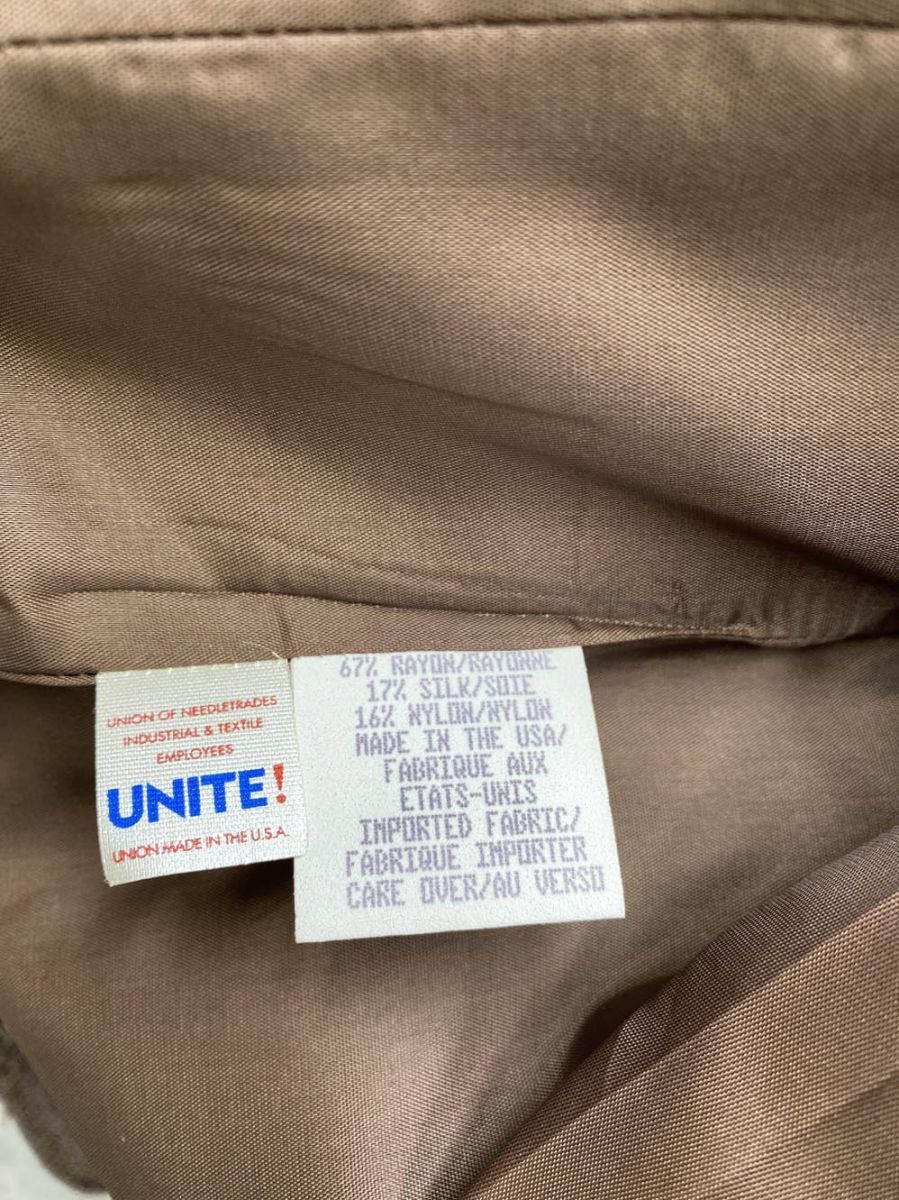 UNION OF NEEDLETRADES
INDUSTRIAL & TEXTILE
EMPLOYEES
UNITE!
UNION MADE IN THE U.S.A.
67% RAYON/RAYONNE
17% SILK/SOIE
16% NYLON/NYLON
MADE IN THE USA/
FABRIQUE AUX
ETATS-UNIS
IMPORTED FABRIC/
FABRIQUE IMPORTER
CARE OVER/AU VERSO